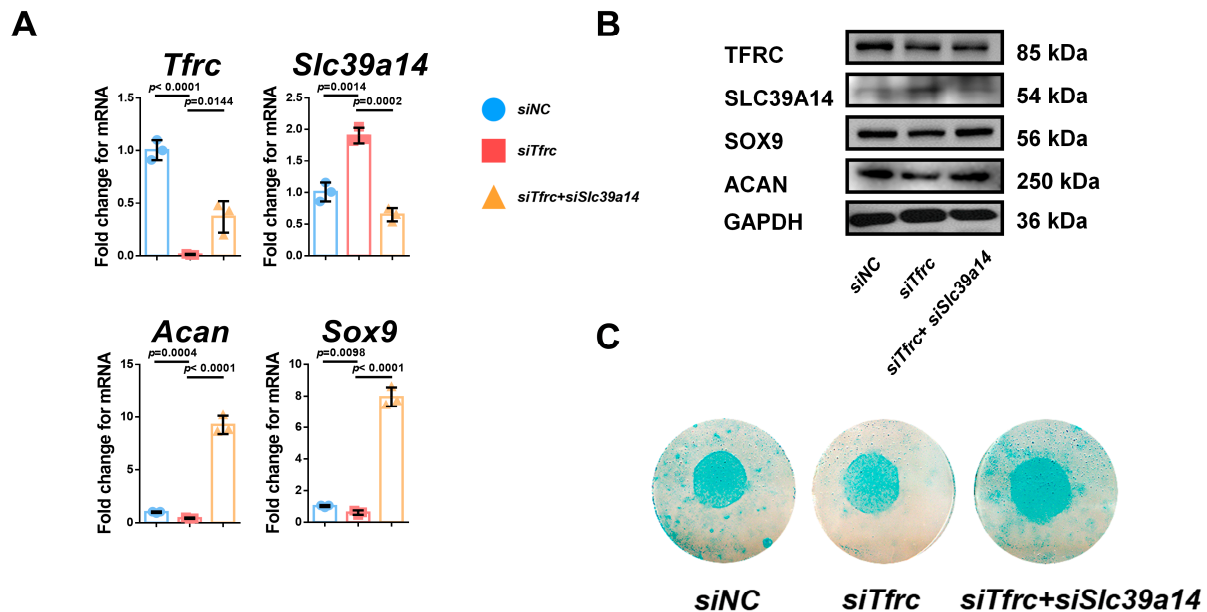 A
Tfrc
p< 0.0001
p=0.0144
Fold change for mRNA
1.5
1.0
0.5
0.0
Slc39a14
p=0.0014
p=0.0002
Fold change for mRNA
2.5
2.0
1.5
1.0
0.5
0.0
siNC
siTfrc
siTfrc+siSlc39a14
Acan
p=0.0004
p< 0.0001
Fold change for mRNA
15
10
5
0
Sox9
p=0.0098
p< 0.0001
Fold change for mRNA
10
8
6
4
2
0
B
TFRC 85 kDa
SLC39A14 54 kDa
SOX9 56 kDa
ACAN 250 kDa
GAPDH 36 kDa
siNC
siTfrc
siTfrc+ siSlc39a14
C
siNC
siTfrc
siTfrc+siSlc39a14